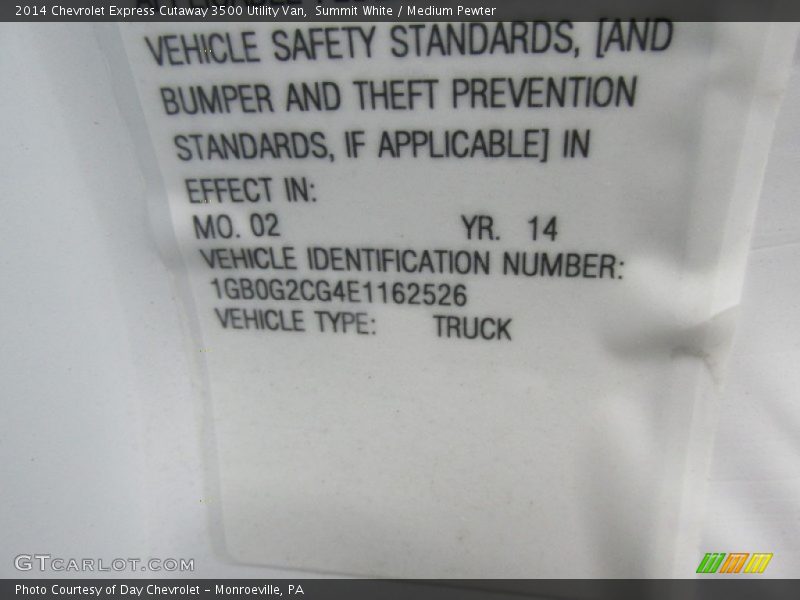 2014 Chevrolet Express Cutaway 3500 Utility Van, Summit White / Medium Pewter
VEHICLE SAFETY STANDARDS, [AND
BUMPER AND THEFT PREVENTION
STANDARDS, IF APPLICABLE] IN
EFFECT IN:
MO. 02 YR. 14
VEHICLE IDENTIFICATION NUMBER:
1GB0G2CG4E1162526
VEHICLE TYPE: TRUCK
GTCARLOT.COM
Photo Courtesy of Day Chevrolet - Monroeville, PA